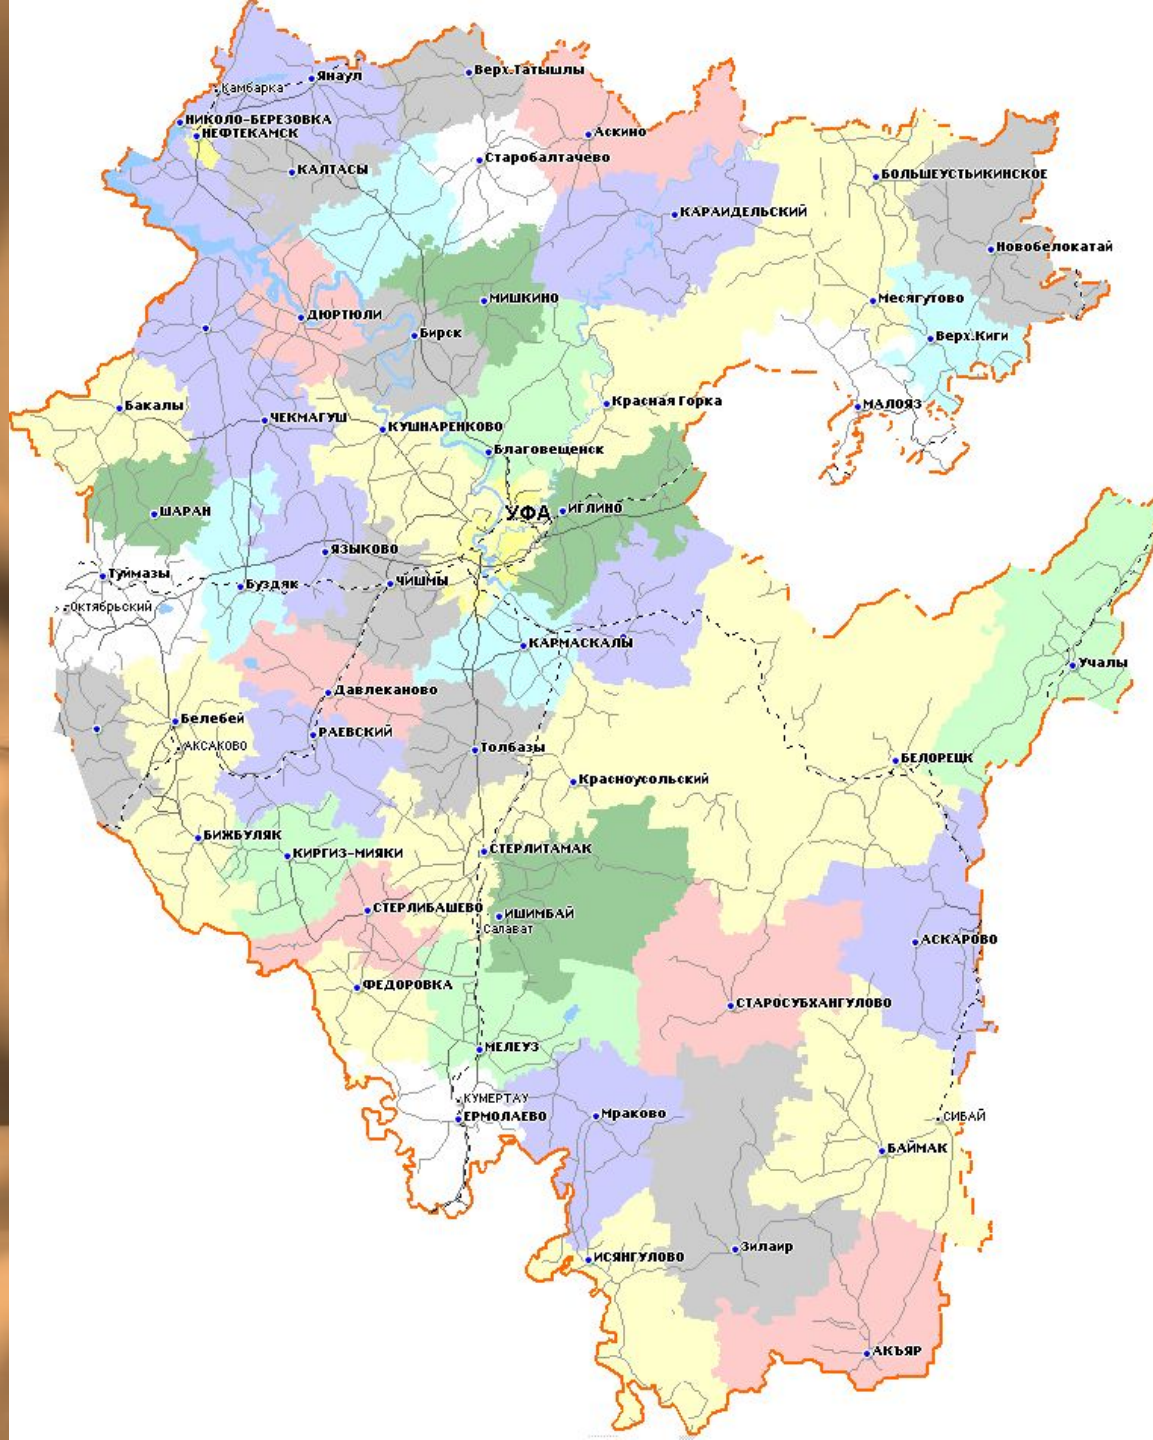 Янаул
Верх.Татышлы
Камбарка
НИКОЛО-БЕРЕЗОВКА
НЕФТЕКАМСК
Аскино
Старобалтачево
КАЛТАСЫ
БОЛЬШЕУСТЬИКИНСКОЕ
КАРАИДЕЛЬСКИЙ
Новобелокатай
МИШКИНО
Месягутово
ДЮРТЮЛИ
Бирск
Верх.Киги
Бакалы
Красная Горка
МАЛОЯЗ
ЧЕКМАГУШ
КУШНАРЕНКОВО
Благовещенск
ШАРАН
УФА
ИГЛИНО
ЯЗЫКОВО
Туймазы
Буздяк
ЧИШМЫ
Октябрьский
КАРМАСКАЛЫ
Учалы
Давлеканово
Белебей
РАЕВСКИЙ
АКСАКОВО
Толбазы
БЕЛОРЕЦК
Красноусольский
БИЖБУЛЯК
КИРГИЗ-МИЯКИ
СТЕРЛИТАМАК
СТЕРЛИБАШЕВО
ИШИМБАЙ
Салават
АСКАРОВО
ФЕДОРОВКА
СТАРОСУБХАНГУЛОВО
МЕЛЕУЗ
КУМЕРТАУ
ЕРМОЛАЕВО
Мраково
СИБАЙ
БАЙМАК
Зилаир
ИСЯНГУЛОВО
АКЪЯР